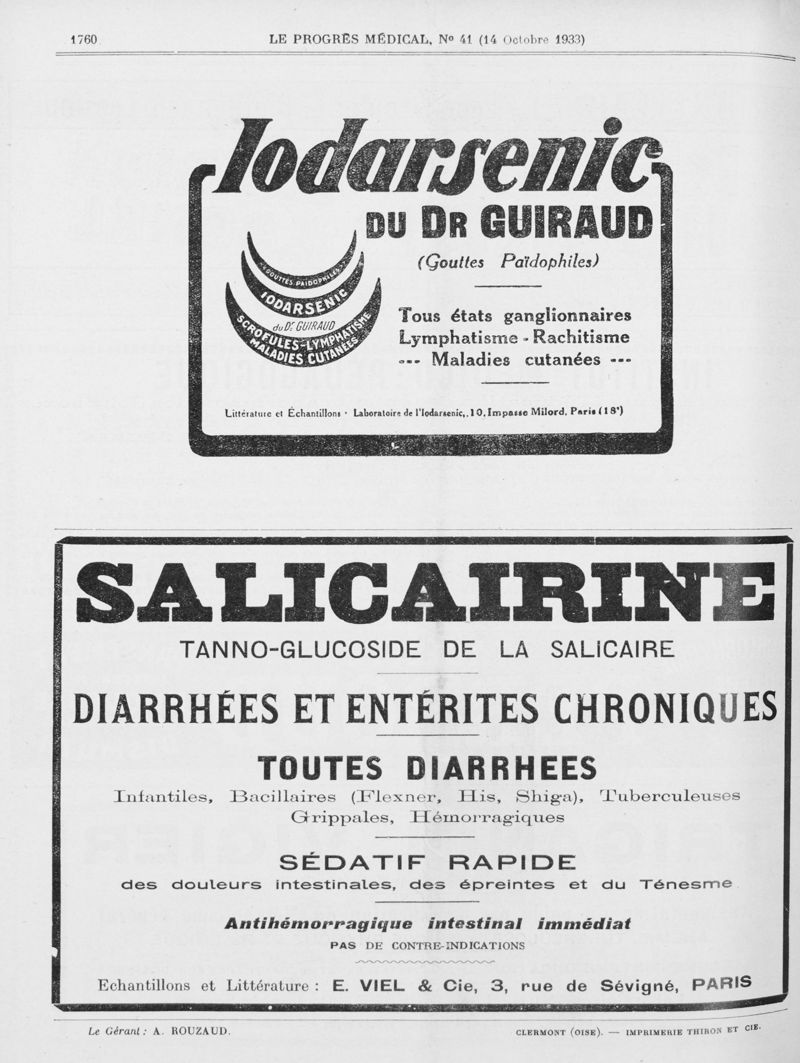 1760
LE PROGRÈS MÉDICAL, Nº 41 (14 Octobre 1933)
Iodarsenic
DU DR GUIRAUD
(Gouttes Païdophiles)
GOUTTES PAIDOPHILES
IODARSENIC
du Dr. GUIRAUD
SCROFULES-LYMPHATISME
MALADIES CUTANÉES
Tous états ganglionnaires
Lymphatisme - Rachitisme
--- Maladies cutanées ---
Littérature et Échantillons · Laboratoire de l'Iodarsenic,.10, Impasse Milord, Paris (18e)
SALICAIRINE
TANNO-GLUCOSIDE DE LA SALICAIRE
DIARRHÉES ET ENTÉRITES CHRONIQUES
TOUTES DIARRHEES
Infantiles, Bacillaires (Flexner, His, Shiga), Tuberculeuses
Grippales, Hémorragiques
SÉDATIF RAPIDE
des douleurs intestinales, des épreintes et du Ténesme
Antihémorragique intestinal immédiat
PAS DE CONTRE-INDICATIONS
Echantillons et Littérature : E. VIEL & Cie, 3, rue de Sévigné, PARIS
Le Gérant : A. ROUZAUD.
CLERMONT (OISE). — IMPRIMERIE THIRON ET CIE.